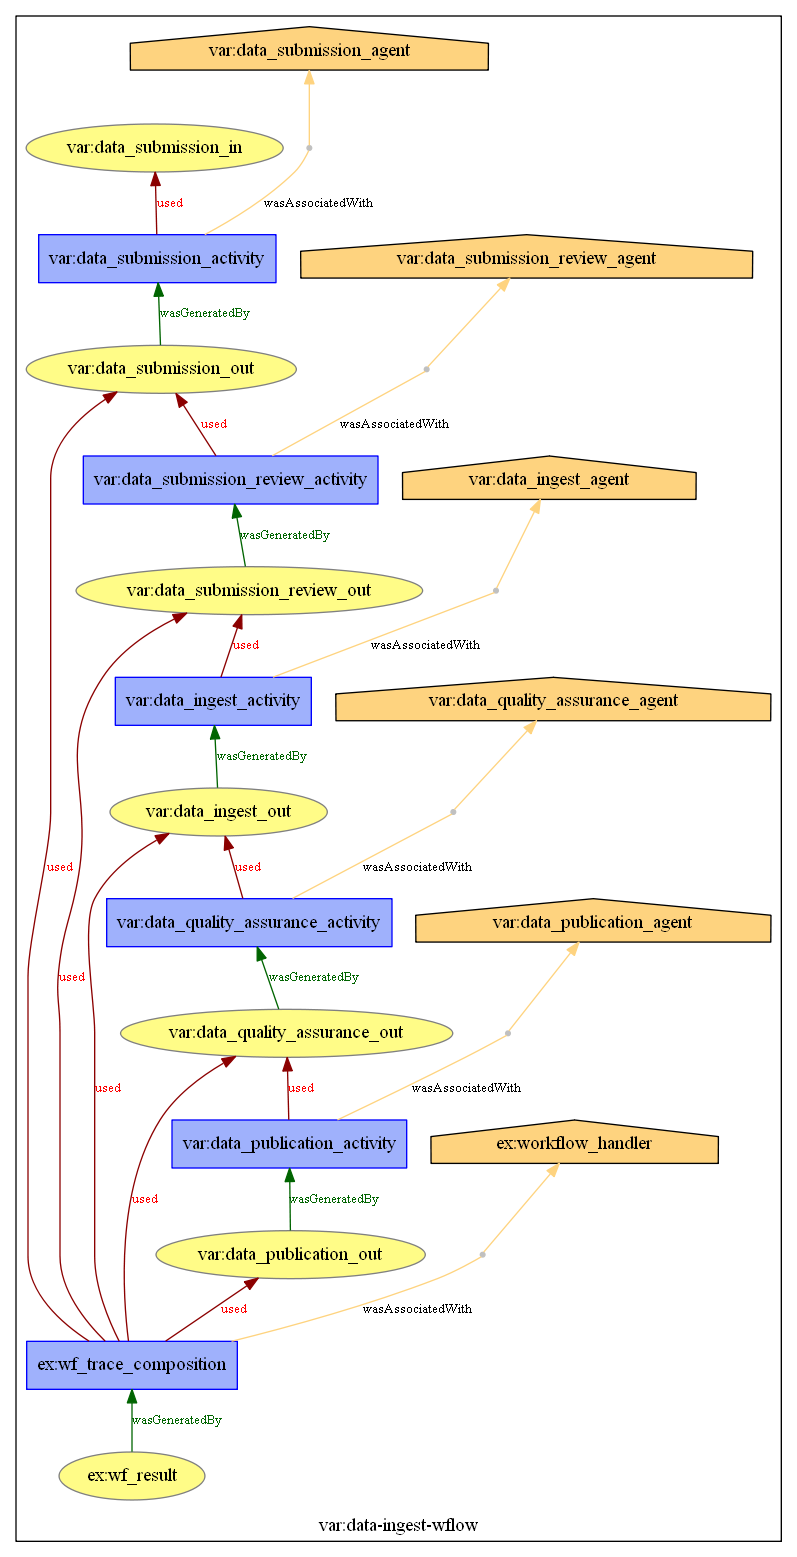 var:data_submission_agent
var:data_submission_in
used
wasAssociatedWith
var:data_submission_activity
var:data_submission_review_agent
wasGeneratedBy
var:data_submission_out
used
wasAssociatedWith
var:data_submission_review_activity
var:data_ingest_agent
wasGeneratedBy
var:data_submission_review_out
used
wasAssociatedWith
var:data_ingest_activity
var:data_quality_assurance_agent
wasGeneratedBy
var:data_ingest_out
used
used
wasAssociatedWith
var:data_quality_assurance_activity
var:data_publication_agent
used
wasGeneratedBy
var:data_quality_assurance_out
used
used
wasAssociatedWith
var:data_publication_activity
ex:workflow_handler
used
wasGeneratedBy
var:data_publication_out
used
wasAssociatedWith
ex:wf_trace_composition
wasGeneratedBy
ex:wf_result
var:data-ingest-wflow